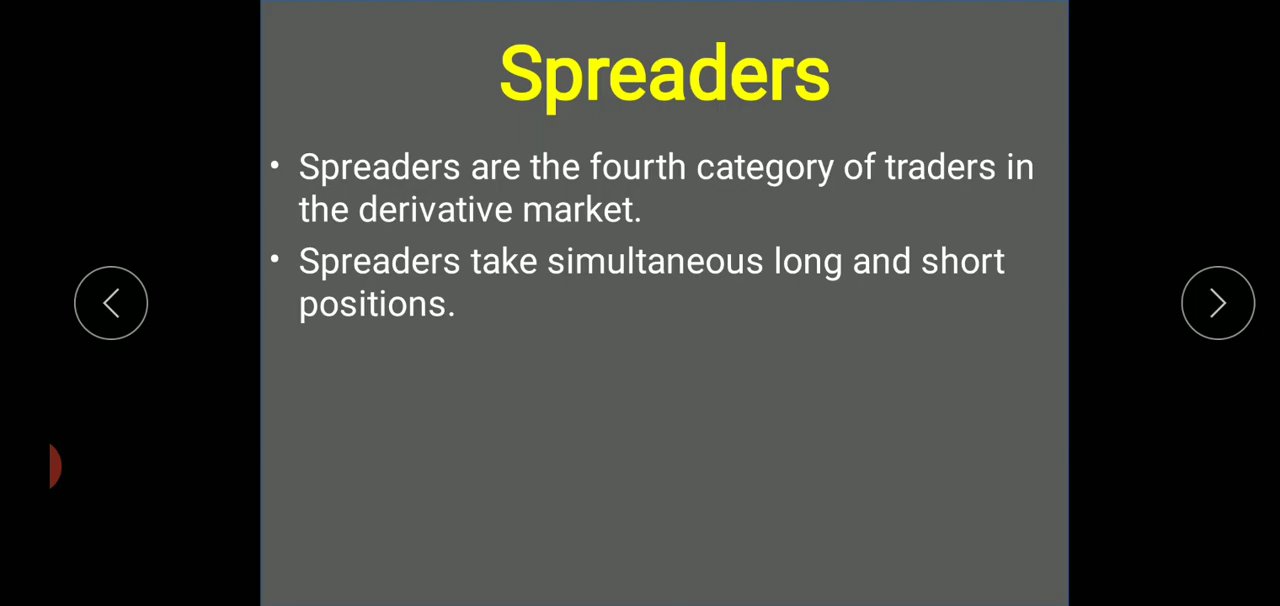 Spreaders
• Spreaders are the fourth category of traders in
the derivative market.
• Spreaders take simultaneous long and short
positions.